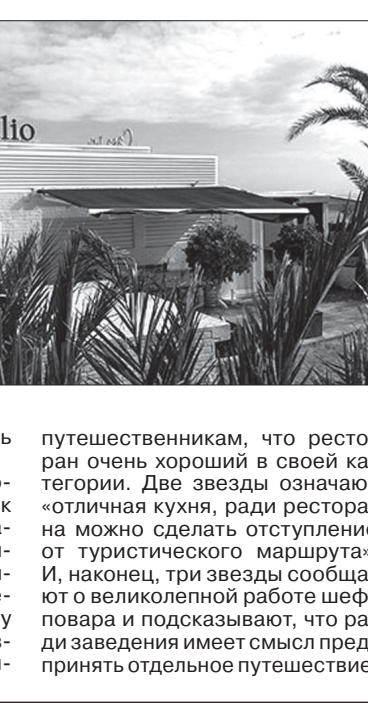 lio
путешественникам, что ресто
ран очень хороший в своей ка
тегории. Две звезды означаю
«отличная кухня, ради рестора
на можно сделать отступлени
от туристического маршрута»
И, наконец, три звезды сообща
ют о великолепной работе шеф
повара и подсказывают, что ра
ди заведения имеет смысл пред
принять отдельное путешествие